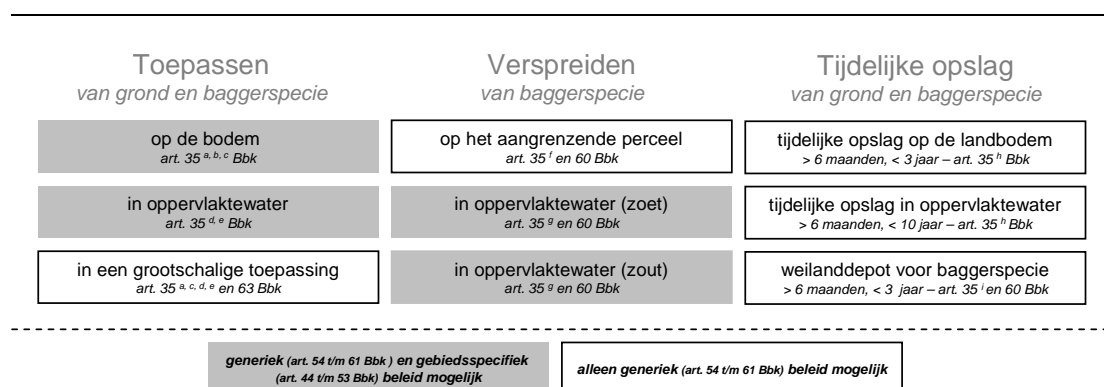 Toepassen
van grond en baggerspecie
Verspreiden
van baggerspecie
Tijdelijke opslag
van grond en baggerspecie
op de bodem
art. 35 a, b, c Bbk
op het aangrenzende perceel
art. 35 f en 60 Bbk
tijdelijke opslag op de landbodem
> 6 maanden, < 3 jaar – art. 35 h Bbk
in oppervlaktewater
art. 35 d, e Bbk
in oppervlaktewater (zoet)
art. 35 g en 60 Bbk
tijdelijke opslag in oppervlaktewater
> 6 maanden, < 10 jaar – art. 35 h Bbk
in een grootschalige toepassing
art. 35 a, c, d, e en 63 Bbk
in oppervlaktewater (zout)
art. 35 g en 60 Bbk
weilanddepot voor baggerspecie
> 6 maanden, < 3 jaar – art. 35 i en 60 Bbk
generiek (art. 54 t/m 61 Bbk ) en gebiedsspecifiek
(art. 44 t/m 53 Bbk) beleid mogelijk
alleen generiek (art. 54 t/m 61 Bbk) beleid mogelijk